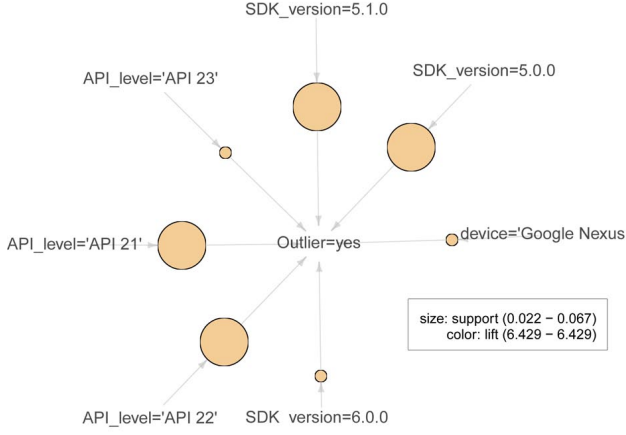 SDK_version=5.1.0
SDK_version=5.0.0
API_level='API 23'
device='Google Nexus
Outlier=yes
API_level='API 21'
size: support (0.022 − 0.067)
color: lift (6.429 − 6.429)
API_level='API 22'
SDK_version=6.0.0